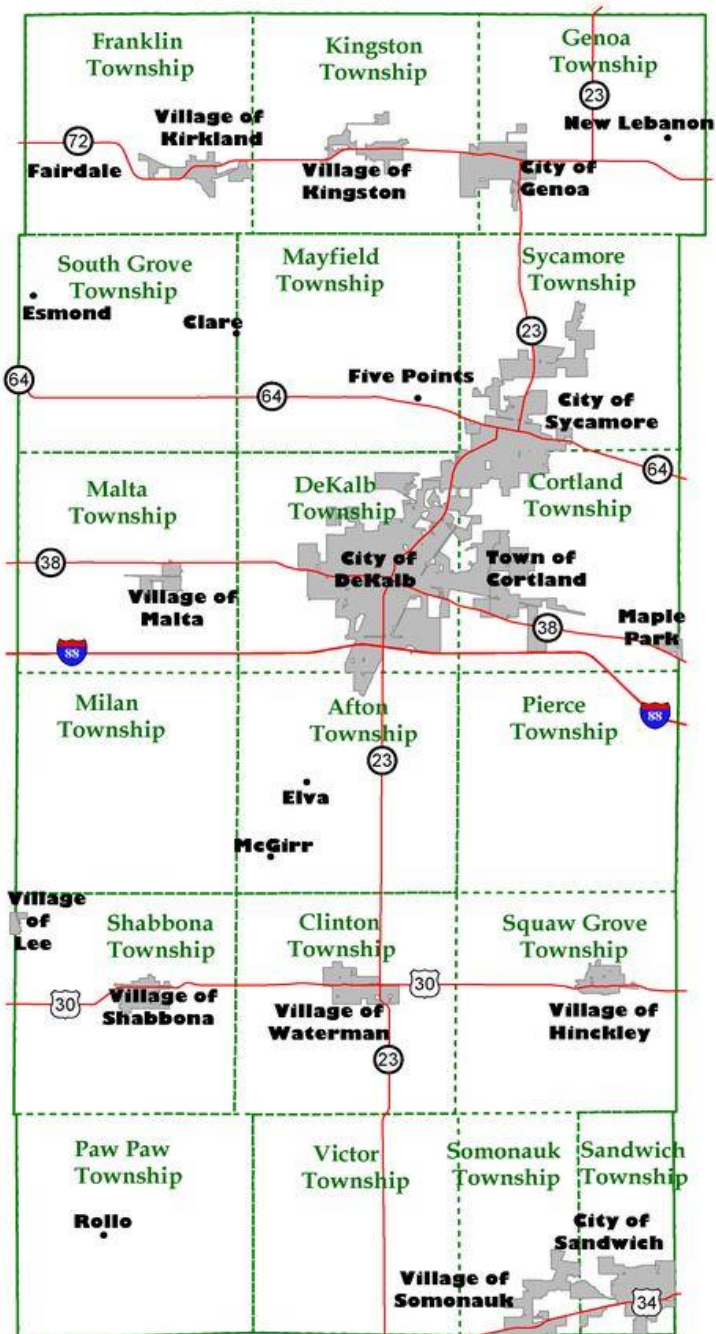 Franklin
Township
Kingston
Township
Genoa
Township
23
New Lebanon
72
Fairdale
Village of
Kirkland
Village of
Kingston
City of
Genoa
South Grove
Township
Mayfield
Township
Sycamore
Township
Esmond
Clare
23
64
64
Five Points
City of
Sycamore
64
Malta
Township
DeKalb
Township
Cortland
Township
38
Village of
Malta
City of
DeKalb
Town of
Cortland
38
Maple
Park
88
Milan
Township
Afton
Township
Pierce
Township
88
23
Elva
McGirr
Village
of
Lee
Shabbona
Township
Clinton
Township
Squaw Grove
Township
30
Village of
Shabbona
Village of
Waterman
30
Village of
Hinckley
23
Paw Paw
Township
Victor
Township
Somonauk
Township
Sandwich
Township
Rollo
City of
Sandwich
Village of
Somonauk
34